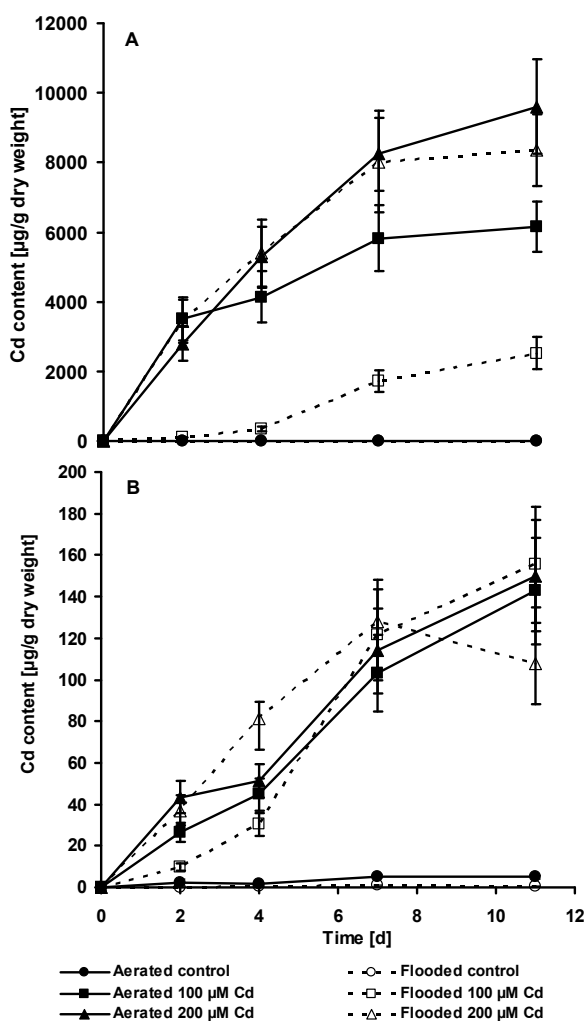 12000
A
10000
8000
6000
4000
2000
0
Cd content [µg/g dry weight]
200
B
180
160
140
120
100
80
60
40
20
0
Cd content [µg/g dry weight]
0 2 4 6 8 10 12
Time [d]
Aerated control Flooded control
Aerated 100 µM Cd Flooded 100 µM Cd
Aerated 200 µM Cd Flooded 200 µM Cd